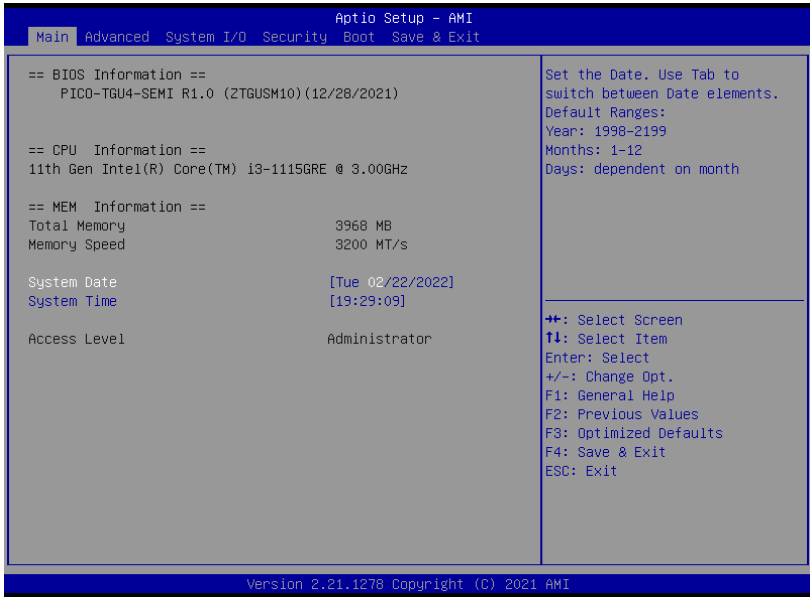 Aptio Setup – AMI
Main Advanced System I/O Security Boot Save & Exit
== BIOS Information ==
PICO-TGU4-SEMI R1.0 (ZTGUSM10)(12/28/2021)
== CPU Information ==
11th Gen Intel(R) Core(TM) i3-1115GRE @ 3.00GHz
== MEM Information ==
Total Memory 3968 MB
Memory Speed 3200 MT/s
System Date [Tue 02/22/2022]
System Time [19:29:09]
Access Level Administrator
Set the Date. Use Tab to
switch between Date elements.
Default Ranges:
Year: 1998-2199
Months: 1-12
Days: dependent on month
→←: Select Screen
↑↓: Select Item
Enter: Select
+/-: Change Opt.
F1: General Help
F2: Previous Values
F3: Optimized Defaults
F4: Save & Exit
ESC: Exit
Version 2.21.1278 Copyright (C) 2021 AMI